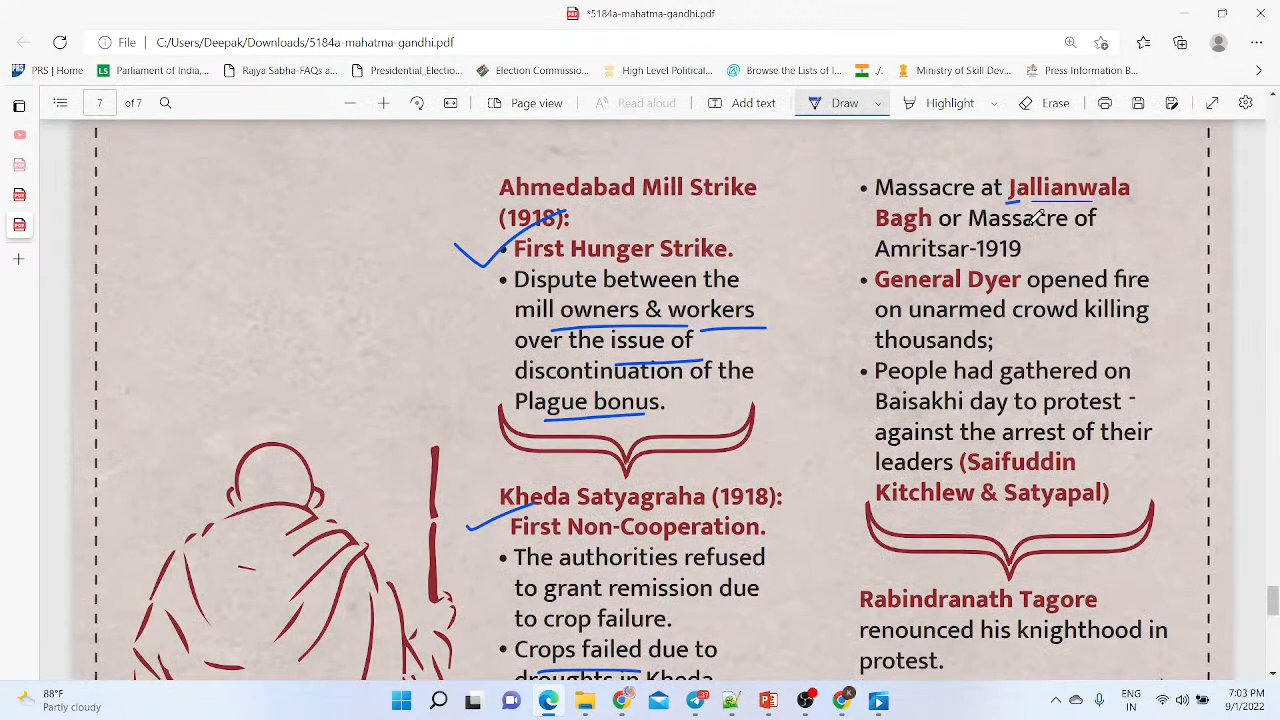 *5184a-mahatma-gandhi.pdf
File C:/Users/Deepak/Downloads/5184a-mahatma-gandhi.pdf
PRS | Home
Parliament of India,...
Rajya Sabha-FAQs:...
Presidential_Electio...
Election Commissio...
High Level Political...
Browse the Lists of I...
./.
Ministry of Skill Dev...
Press Information B...
7 of 7
Page view
Read aloud
Add text
Draw
Highlight
Erase
Ahmedabad Mill Strike
(1918):
• First Hunger Strike.
• Dispute between the
mill owners & workers
over the issue of
discontinuation of the
Plague bonus.
Kheda Satyagraha (1918):
First Non-Cooperation.
• The authorities refused
to grant remission due
to crop failure.
• Crops failed due to
droughts in Kheda
• Massacre at Jallianwala
Bagh or Massacre of
Amritsar-1919
• General Dyer opened fire
on unarmed crowd killing
thousands;
• People had gathered on
Baisakhi day to protest -
against the arrest of their
leaders (Saifuddin
Kitchlew & Satyapal)
Rabindranath Tagore
renounced his knighthood in
protest.
88°F
Partly cloudy
37
K
ENG
IN
7:03 PM
9/1/2022